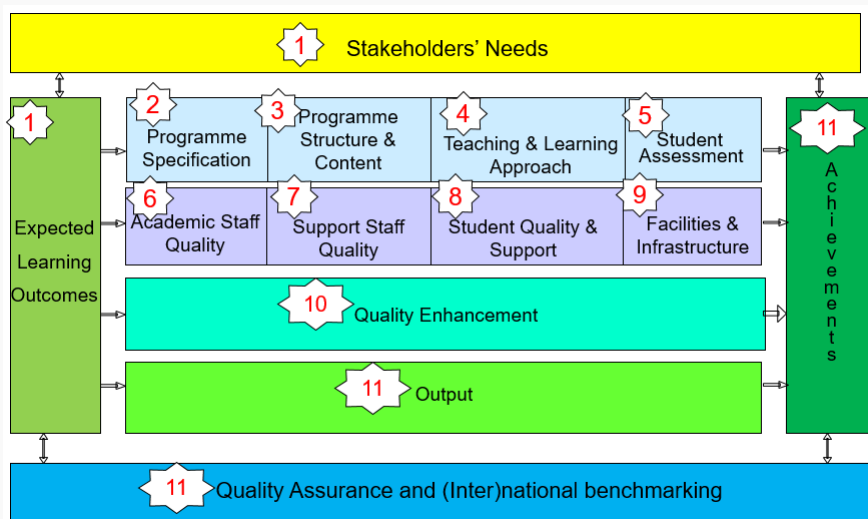 1 Stakeholders' Needs
1
Expected
Learning
Outcomes
2
Programme
Specification
3
Programme
Structure &
Content
4
Teaching & Learning
Approach
5
Student
Assessment
6
Academic Staff
Quality
7
Support Staff
Quality
8
Student Quality &
Support
9
Facilities &
Infrastructure
10 Quality Enhancement
11 Output
11
Achievements
11 Quality Assurance and (Inter)national benchmarking